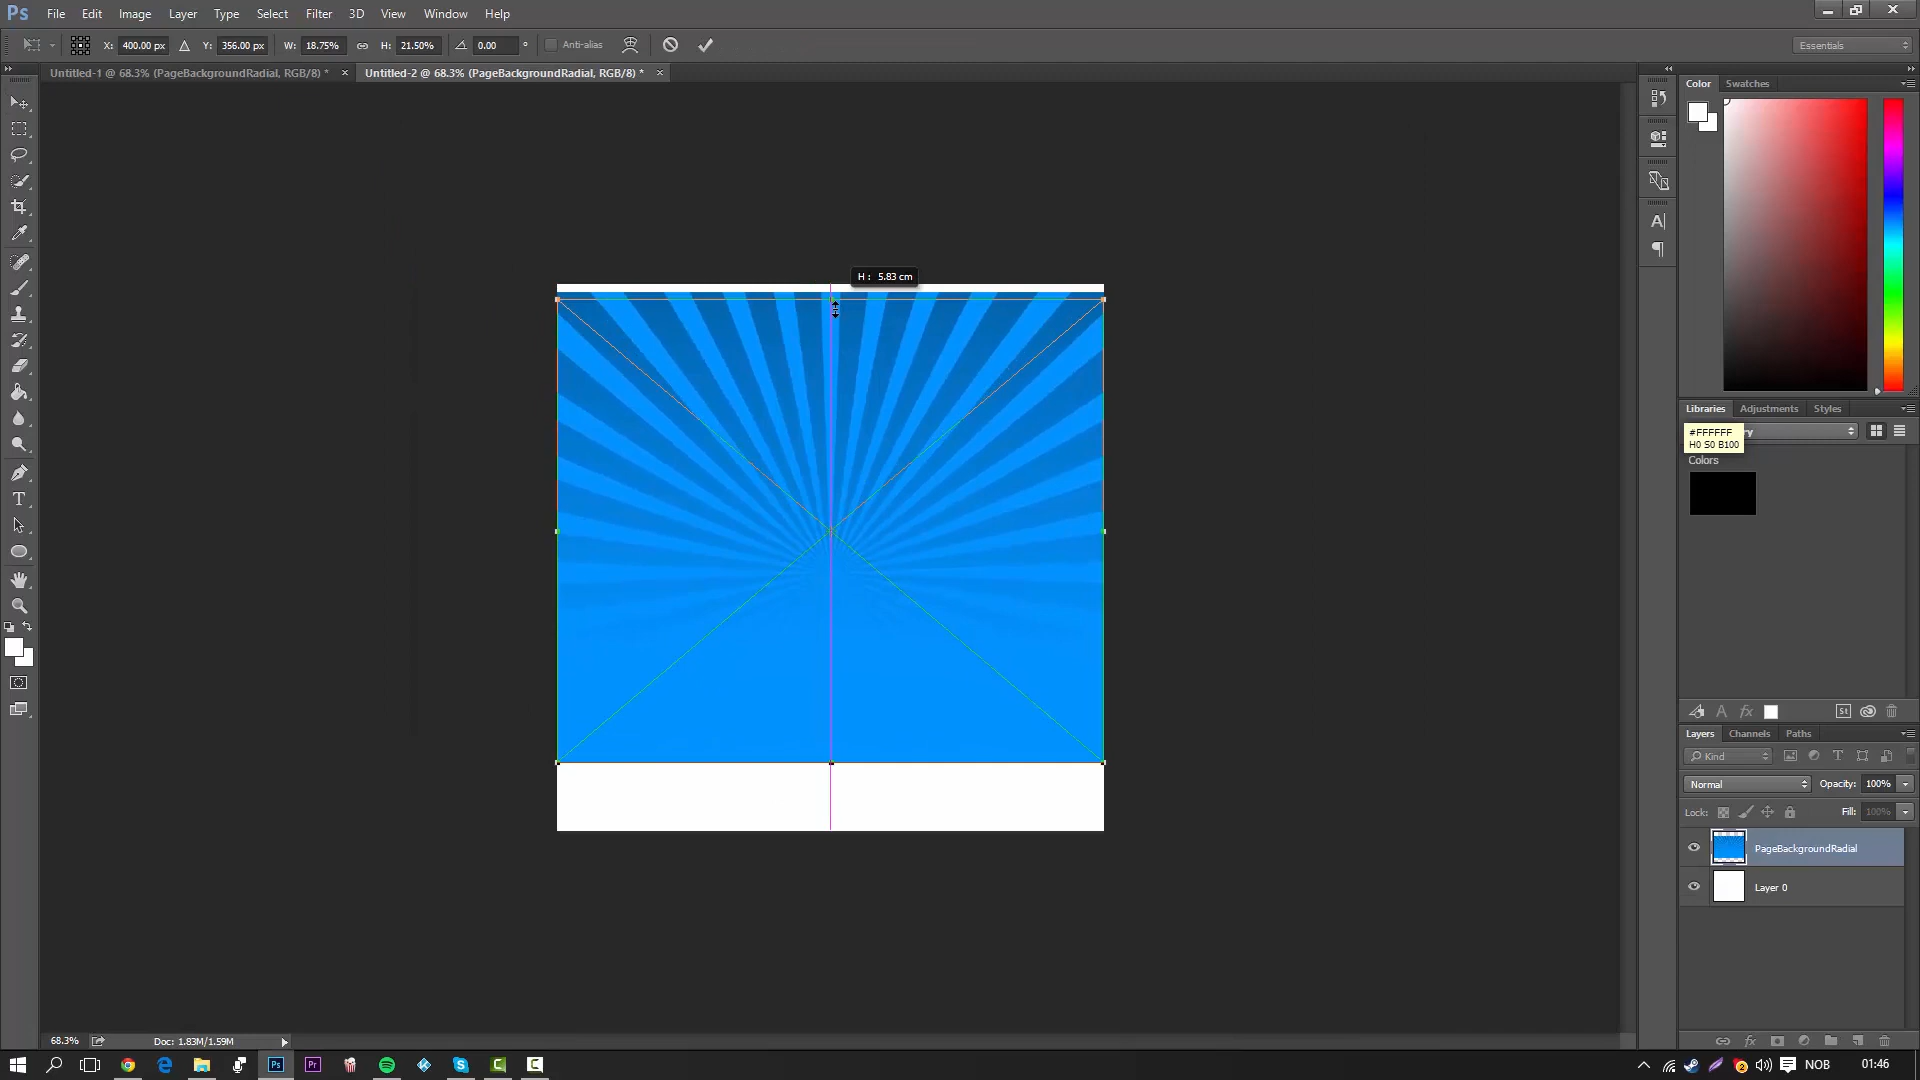 Ps File Edit Image Layer Type Select Filter 3D View Window Help
X: 400.00 px Y: 356.00 px W: 18.75% H: 21.50% 0.00 ° Anti-alias Essentials
Untitled-1 @ 68.3% (PageBackgroundRadial, RGB/8) * × Untitled-2 @ 68.3% (PageBackgroundRadial, RGB/8) * ×
Color Swatches
H : 5.83 cm
Libraries Adjustments Styles
#FFFFFF
H0 S0 B100
Colors
Layers Channels Paths
Kind
Normal Opacity: 100%
Lock: Fill: 100%
PageBackgroundRadial
Layer 0
68.3% Doc: 1.83M/1.59M
NOB 01:46